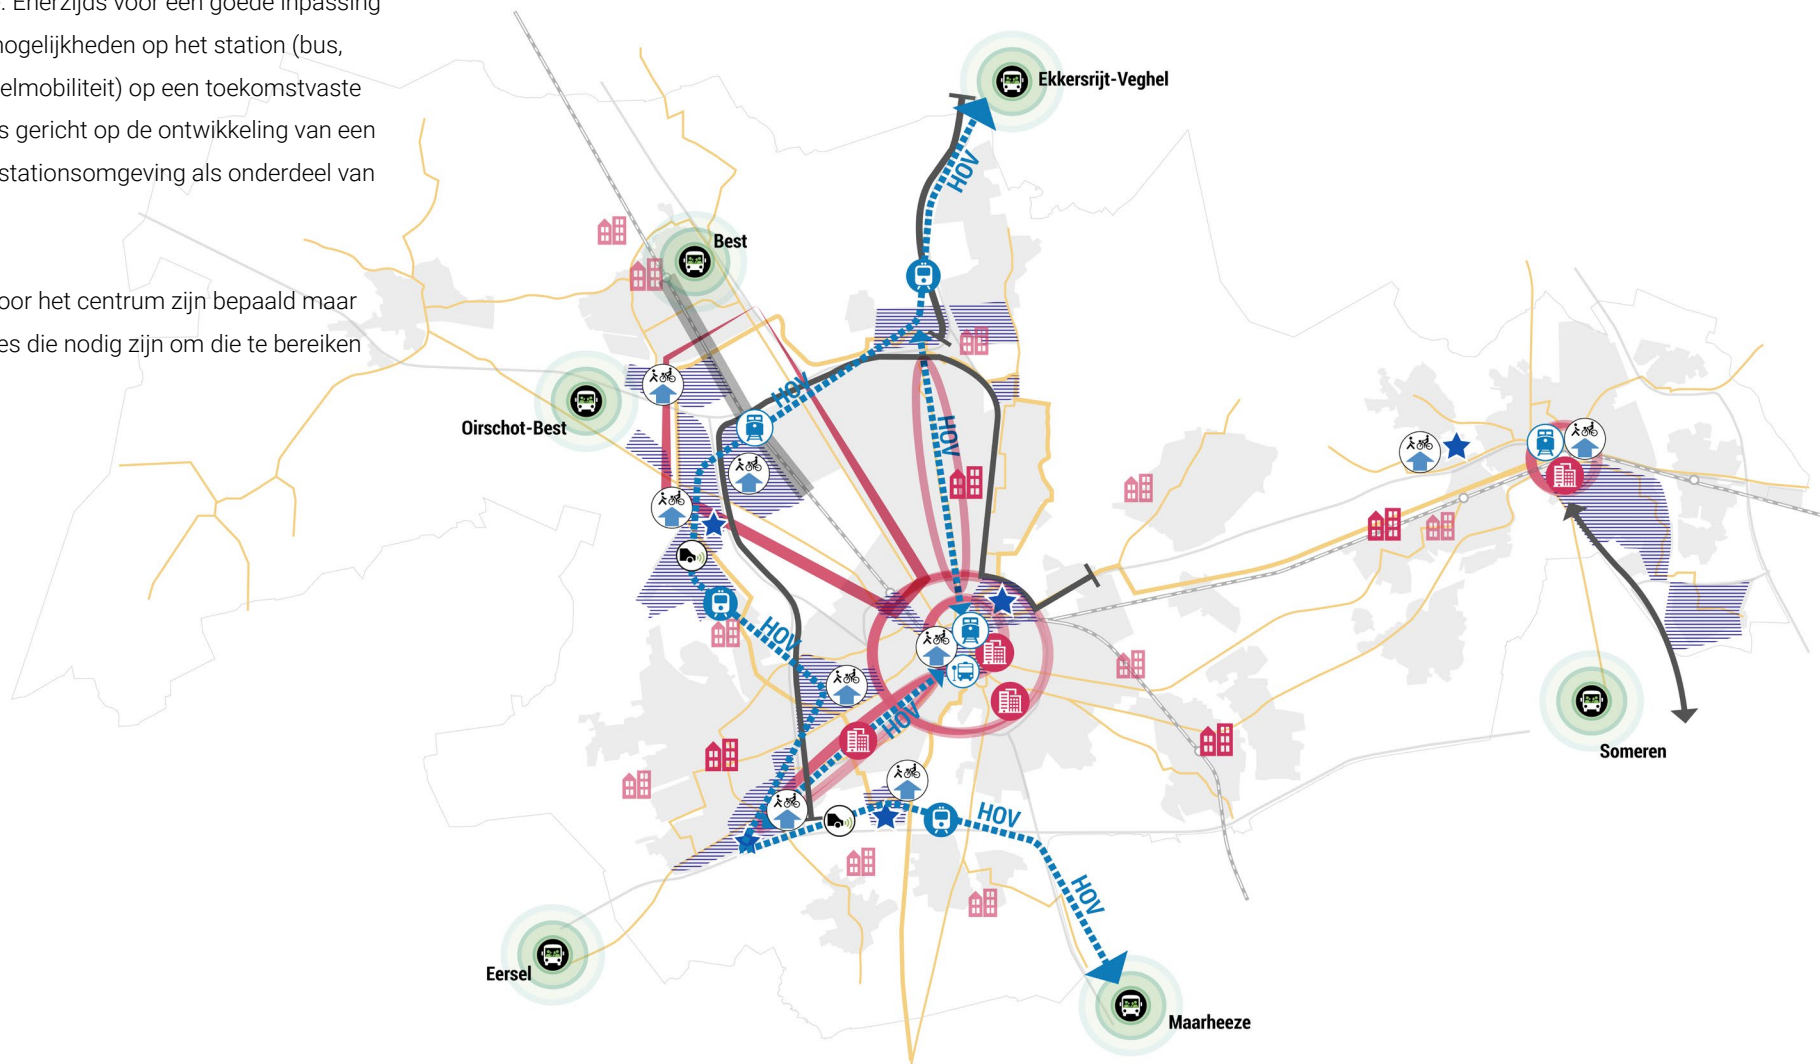 . Enerzijds voor een goede inpassing
ogelijkheden op het station (bus,
elmobiliteit) op een toekomstvaste
s gericht op de ontwikkeling van een
stationsomgeving als onderdeel van
oor het centrum zijn bepaald maar
es die nodig zijn om die te bereiken
Ekkersrijt-Veghel
HOV
Best
HOV
Oirschot-Best
HOV
HOV
HOV
Someren
HOV
HOV
Eersel
Maarheeze